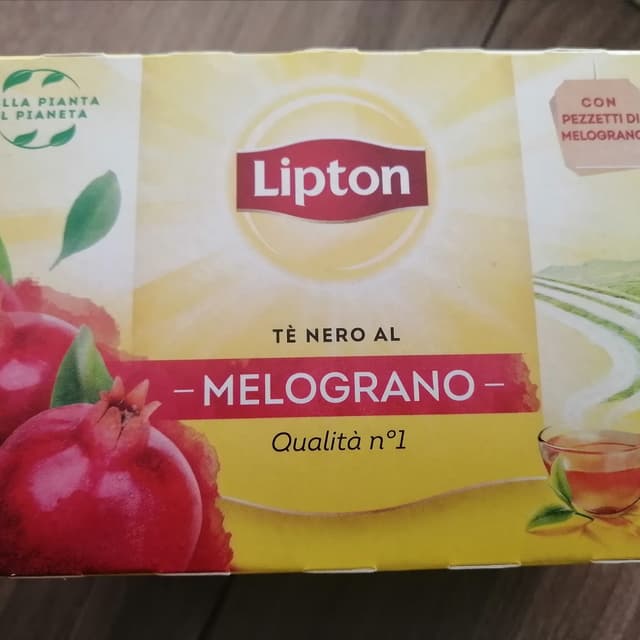 LLA PIANTA
L PIANETA
Lipton
CON
PEZZETTI DI
MELOGRANO
TÈ NERO AL
- MELOGRANO -
Qualità n°1